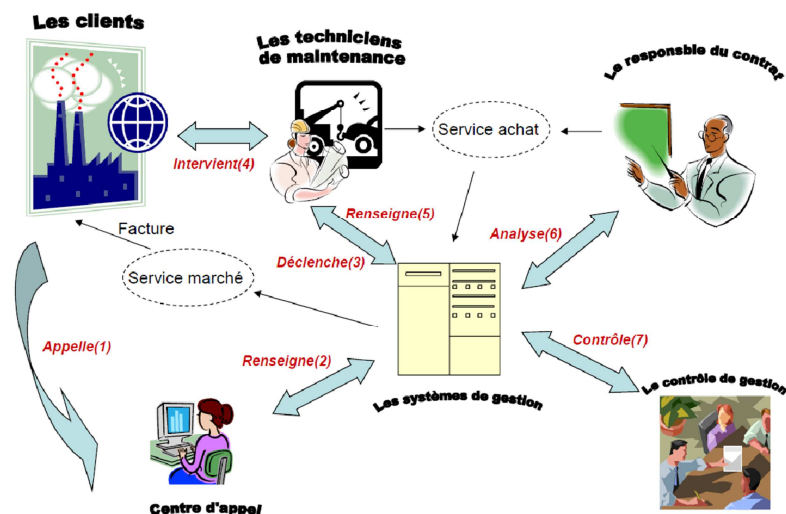 Les clients
Les techniciens
de maintenance
Le responsble du contrat
Service achat
Intervient(4)
Renseigne(5)
Facture
Analyse(6)
Déclenche(3)
Service marché
Appelle(1)
Contrôle(7)
Renseigne(2)
Le contrôle de gestion
Les systèmes de gestion
Centre d'appel